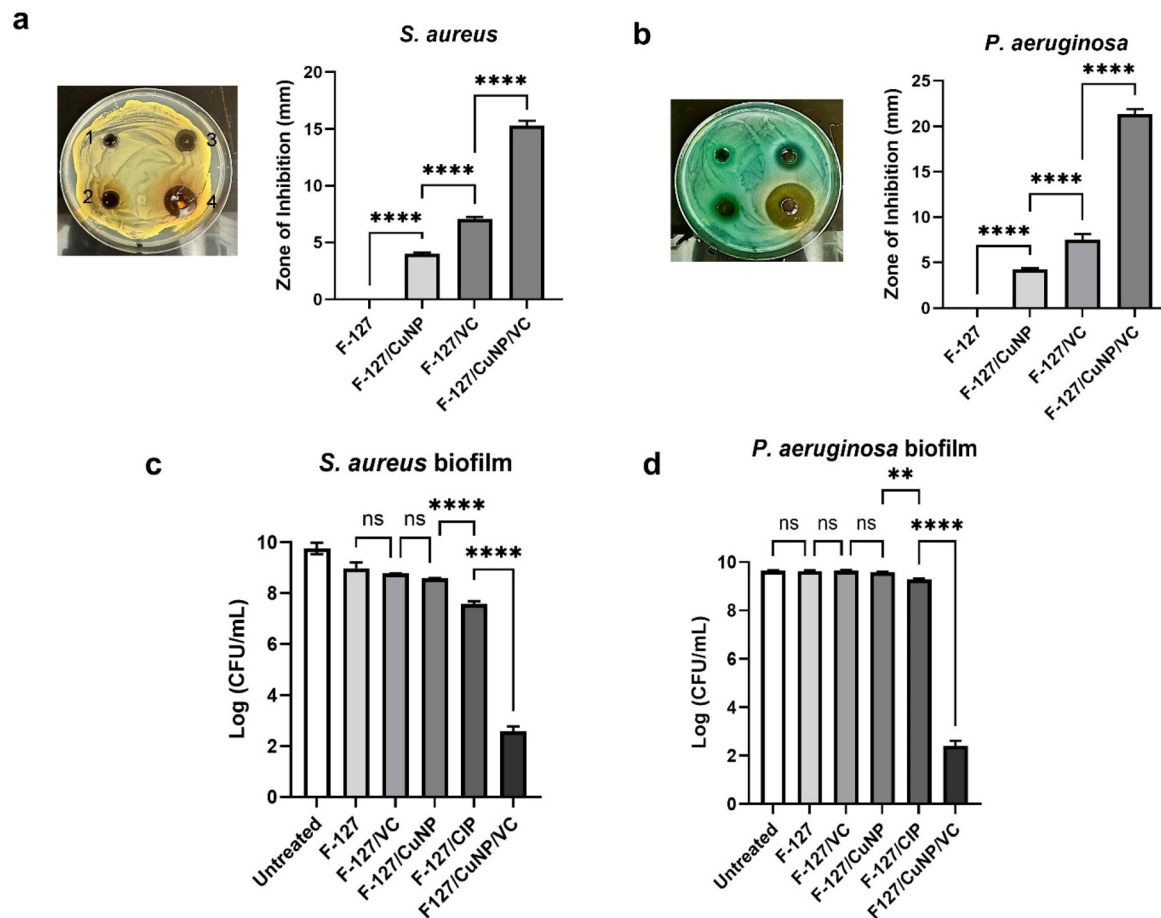 a
S. aureus
****
****
****
Zone of Inhibition (mm)
20
15
10
5
0
F-127
F-127/CuNP
F-127/VC
F-127/CuNP/VC
1
3
2
4
b
P. aeruginosa
****
****
****
Zone of Inhibition (mm)
25
20
15
10
5
0
F-127
F-127/CuNP
F-127/VC
F-127/CuNP/VC
c
S. aureus biofilm
ns
ns
****
****
Log (CFU/mL)
10
8
6
4
2
0
Untreated
F-127
F-127/VC
F-127/CuNP
F-127/CIP
F127/CuNP/VC
d
P. aeruginosa biofilm
**
ns
ns
ns
****
Log (CFU/mL)
10
8
6
4
2
0
Untreated
F-127
F-127/VC
F-127/CuNP
F-127/CIP
F127/CuNP/VC